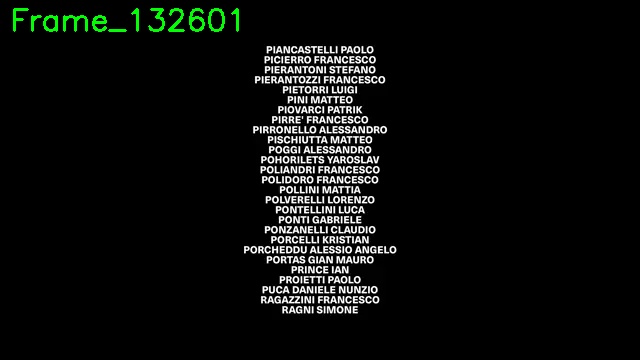 Frame_132601
PIANCASTELLI PAOLO
PICIERRO FRANCESCO
PIERANTONI STEFANO
PIERANTOZZI FRANCESCO
PIETORRI LUIGI
PINI MATTEO
PIOVARCI PATRIK
PIRRE' FRANCESCO
PIRRONELLO ALESSANDRO
PISCHIUTTA MATTEO
POGGI ALESSANDRO
POHORILETS YAROSLAV
POLIANDRI FRANCESCO
POLIDORO FRANCESCO
POLLINI MATTIA
POLVERELLI LORENZO
PONTELLINI LUCA
PONTI GABRIELE
PONZANELLI CLAUDIO
PORCELLI KRISTIAN
PORCHEDDU ALESSIO ANGELO
PORTAS GIAN MAURO
PRINCE IAN
PROIETTI PAOLO
PUCA DANIELE NUNZIO
RAGAZZINI FRANCESCO
RAGNI SIMONE